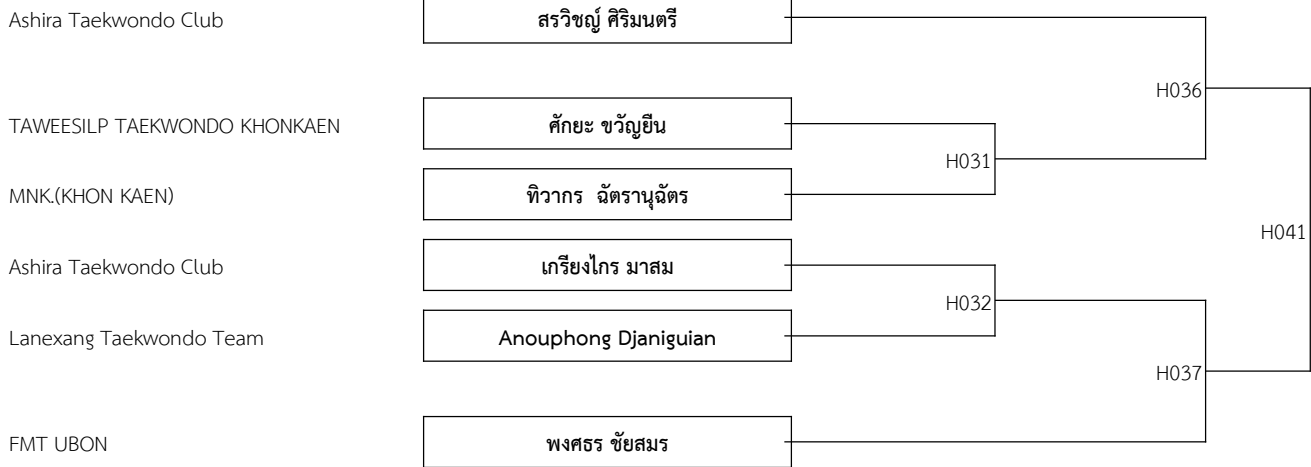 Ashira Taekwondo Club สรวิชญ์ ศิริมนตรี
H036
TAWEESILP TAEKWONDO KHONKAEN ศักยะ ขวัญยืน
H031
MNK.(KHON KAEN) ทิวากร ฉัตรานุฉัตร
H041
Ashira Taekwondo Club เกรียงไกร มาสม
H032
Lanexang Taekwondo Team Anouphong Djaniguian
H037
FMT UBON พงศธร ชัยสมร